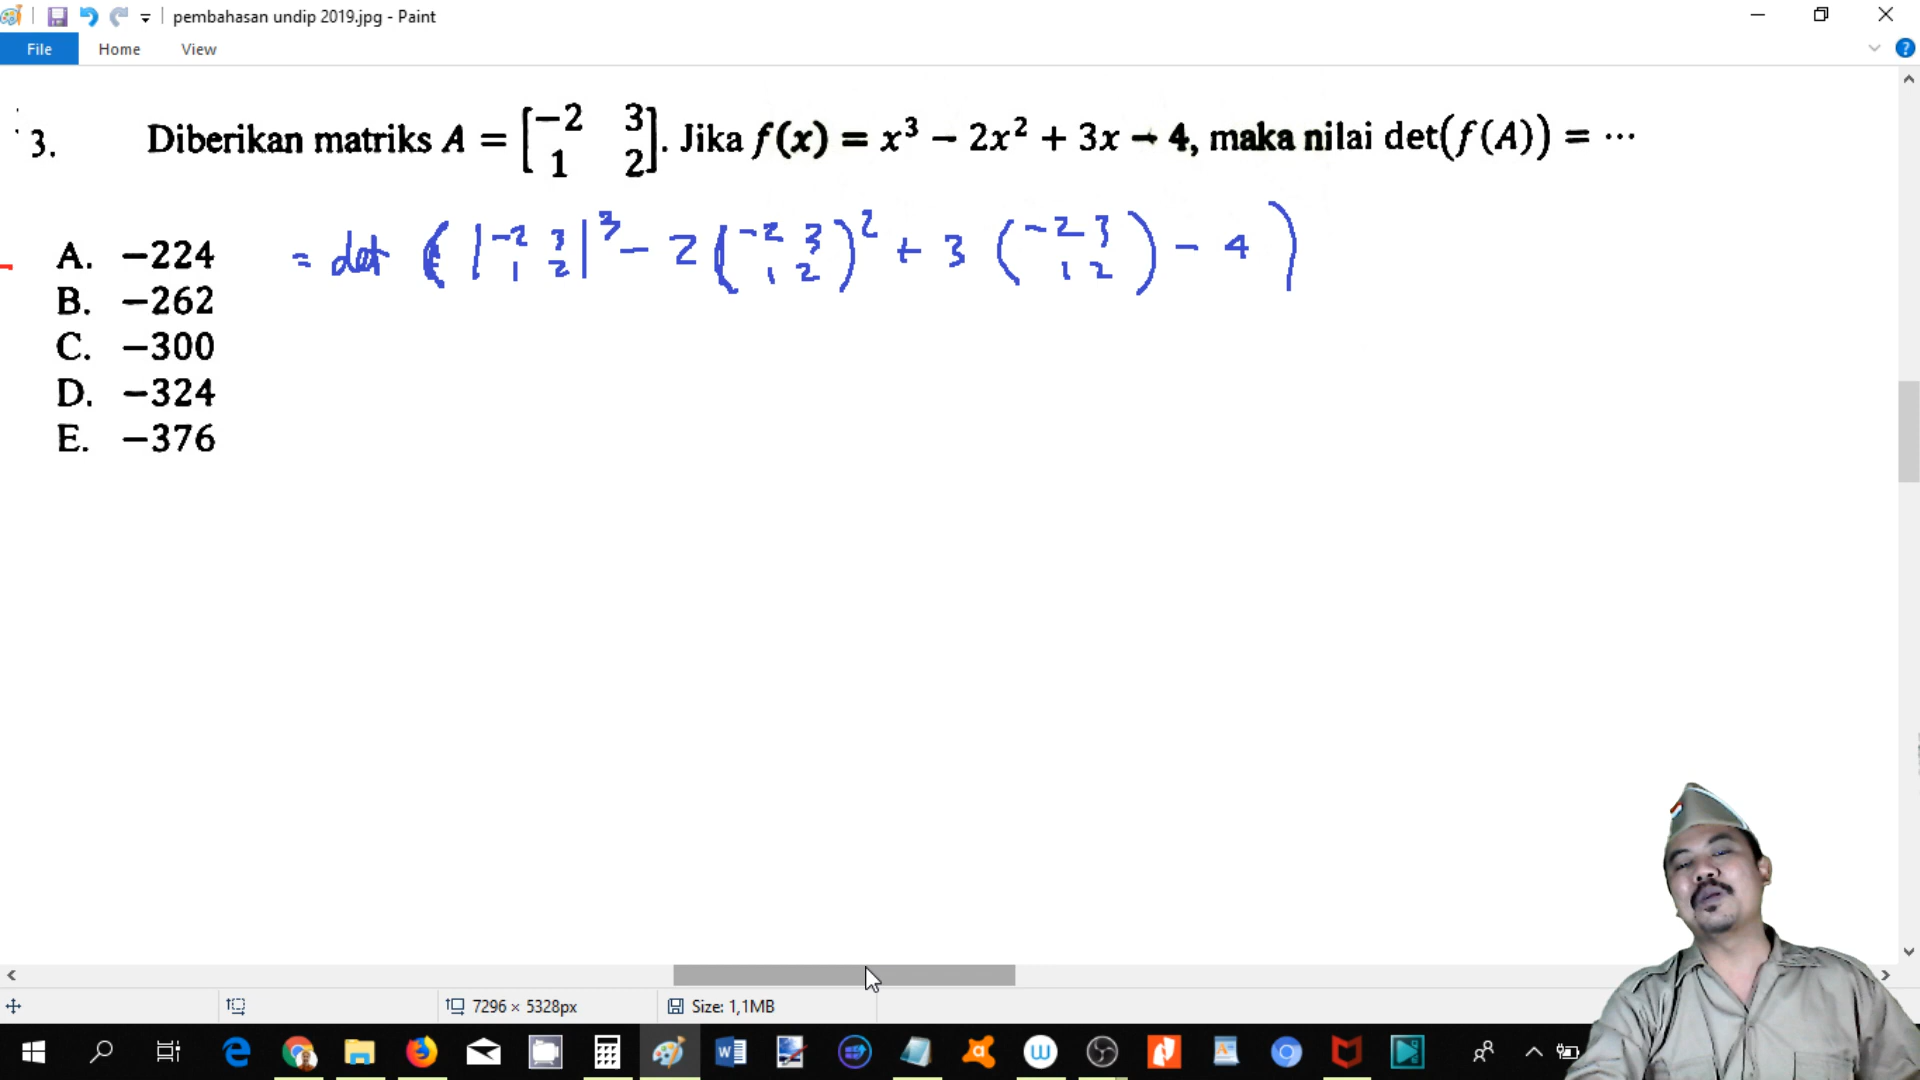 pembahasan undip 2019.jpg - Paint
File Home View
3. Diberikan matriks A = [−2 3 1 2]. Jika f(x) = x³ − 2x² + 3x − 4, maka nilai det(f(A)) = ⋯
A. −224
B. −262
C. −300
D. −324
E. −376
= det ( |−2 3 1 2|³ − 2 (−2 3 1 2)² + 3 (−2 3 1 2) − 4 )
7296 × 5328px Size: 1,1MB